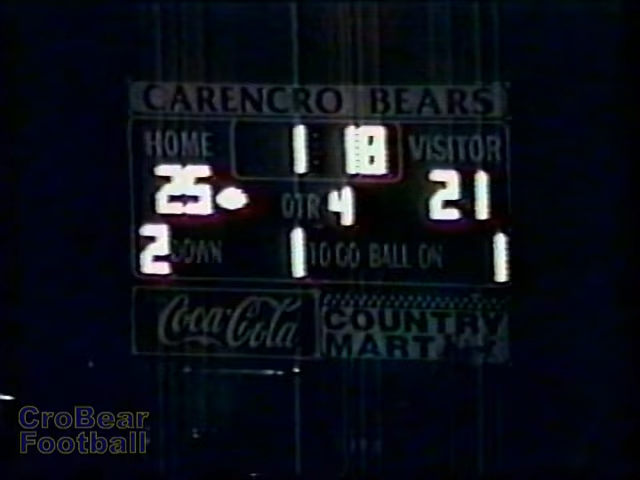 CARENCRO BEARS
HOME 1 18 VISITOR
25 QTR 4 21
2 DOWN 1 TO GO BALL ON 1
Coca-Cola
COUNTRY
MART
CroBear
Football